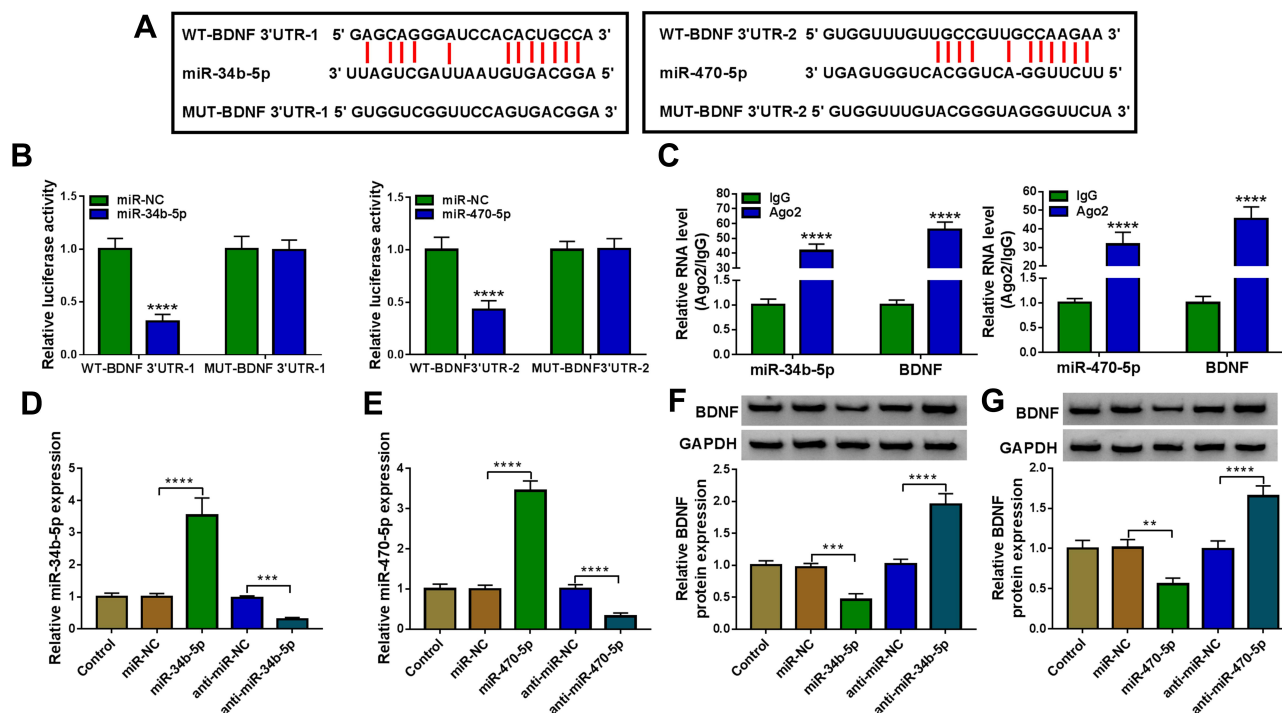 A
WT-BDNF 3'UTR-1 5' GAGCAGGGAUCCACACUGCCA 3'
miR-34b-5p 3' UUAGUCGAUUAAUGUGACGGA 5'
MUT-BDNF 3'UTR-1 5' GUGGUCGGUUCCAGUGACGGA 3'
WT-BDNF 3'UTR-2 5' GUGGUUUGUUGCCGUUGCCAAGAA 3'
miR-470-5p 3' UGAGUGGUCACGGUCA-GGUUCUU 5'
MUT-BDNF 3'UTR-2 5' GUGGUUUGUACGGGUAGGGUUCUA 3'
B
Relative luciferase activity
1.5
1.0
0.5
0.0
miR-NC
miR-34b-5p
****
WT-BDNF 3'UTR-1 MUT-BDNF 3'UTR-1
Relative luciferase activity
1.5
1.0
0.5
0.0
miR-NC
miR-470-5p
****
WT-BDNF3'UTR-2 MUT-BDNF3'UTR-2
C
Relative RNA level
(Ago2/IgG)
80
60
40
20
1.5
1.0
0.5
0.0
IgG
Ago2
****
****
miR-34b-5p BDNF
Relative RNA level
(Ago2/IgG)
60
50
40
30
20
10
1.5
1.0
0.5
0.0
IgG
Ago2
****
****
miR-470-5p BDNF
D
Relative miR-34b-5p expression
5
4
3
2
1
0
****
***
Control
miR-NC
miR-34b-5p
anti-miR-NC
anti-miR-34b-5p
E
Relative miR-470-5p expression
4
3
2
1
0
****
****
Control
miR-NC
miR-470-5p
anti-miR-NC
anti-miR-470-5p
F
BDNF
GAPDH
Relative BDNF
protein expression
2.5
2.0
1.5
1.0
0.5
0.0
***
****
Control
miR-NC
miR-34b-5p
anti-miR-NC
anti-miR-34b-5p
G
BDNF
GAPDH
Relative BDNF
protein expression
2.0
1.5
1.0
0.5
0.0
**
****
Control
miR-NC
miR-470-5p
anti-miR-NC
anti-miR-470-5p